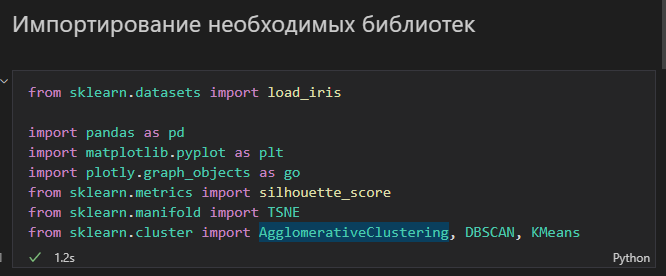 Импортирование необходимых библиотек
from sklearn.datasets import load_iris
import pandas as pd
import matplotlib.pyplot as plt
import plotly.graph_objects as go
from sklearn.metrics import silhouette_score
from sklearn.manifold import TSNE
from sklearn.cluster import AgglomerativeClustering, DBSCAN, KMeans
1.2s Python